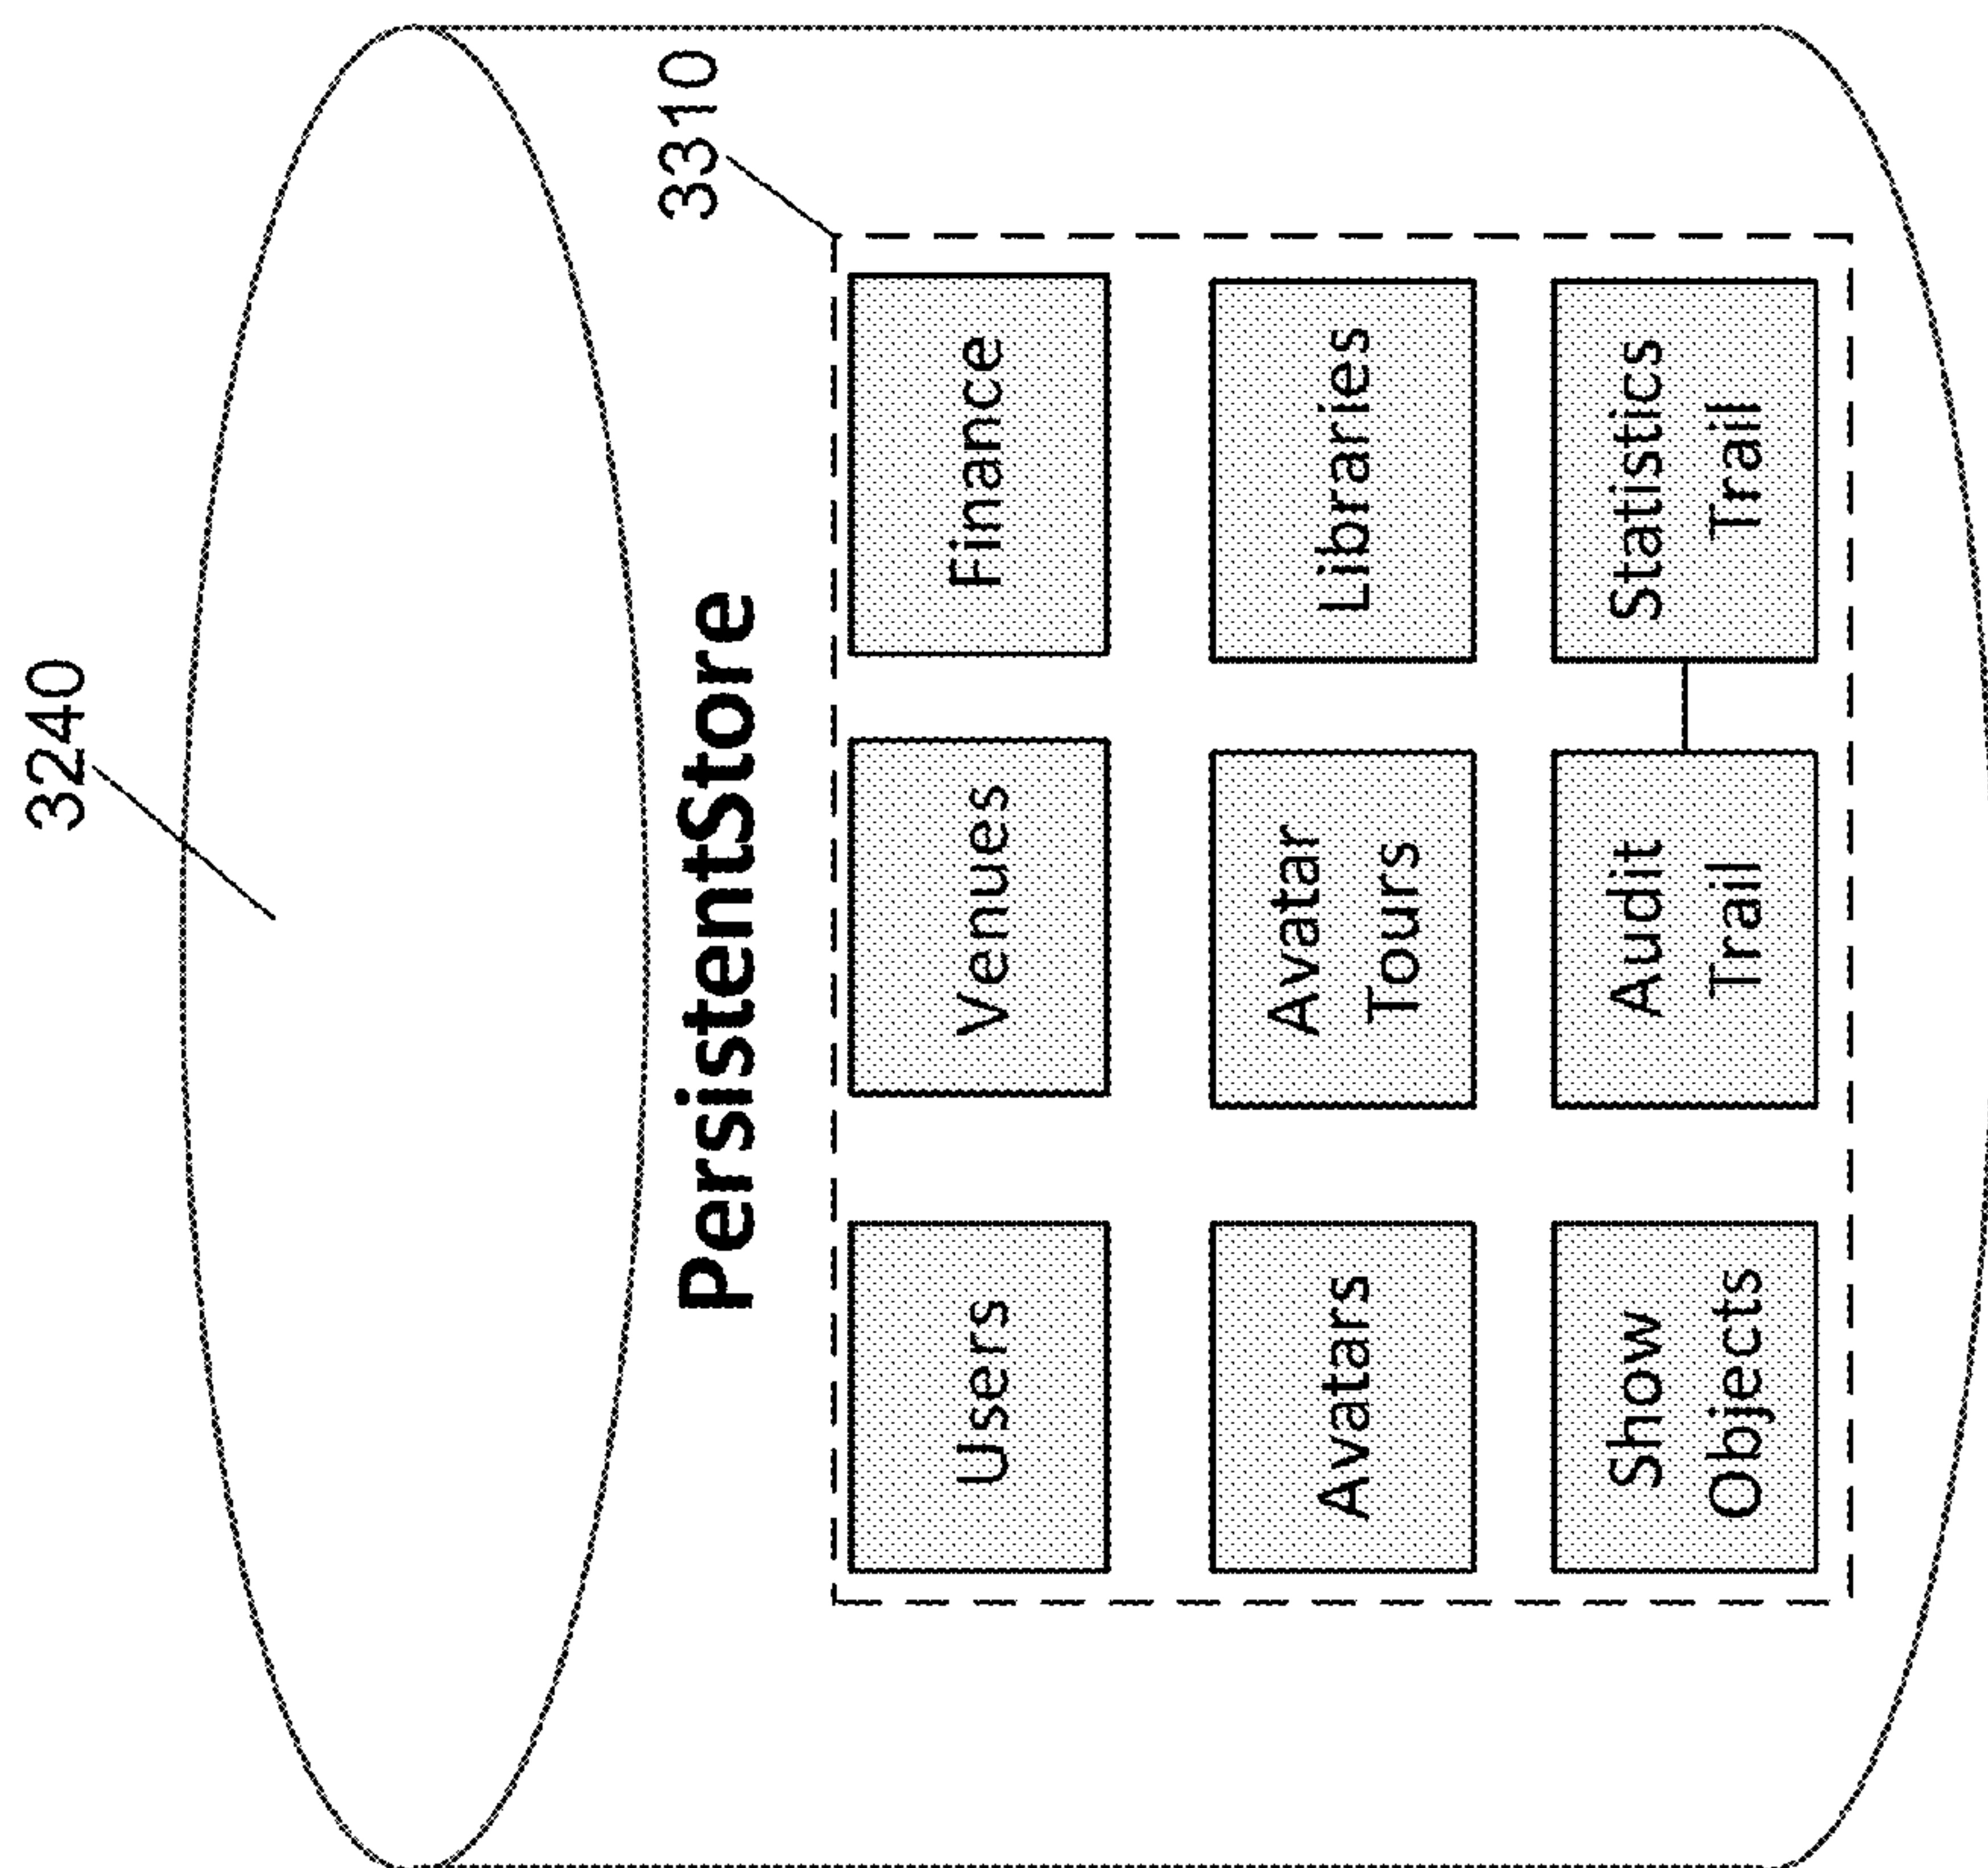 3240
PersistentStore
3310
Users
Venues
Finance
Avatars
Avatar
Tours
Libraries
Show
Objects
Audit
Trail
Statistics
Trail